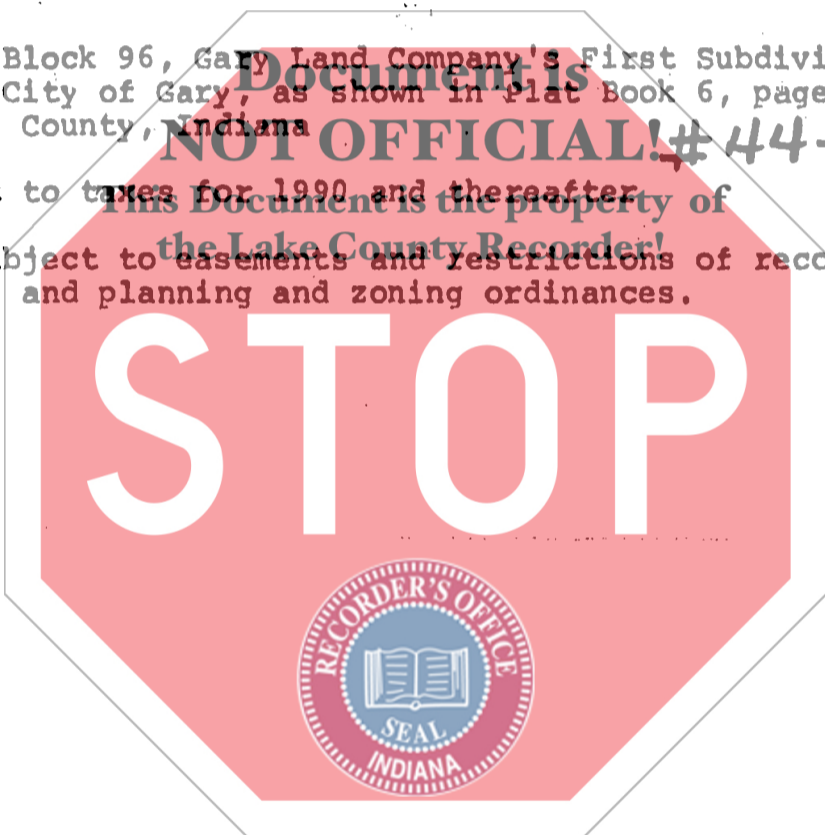 Block 96, Gary Land Company's First Subdivi
Document is
City of Gary, as shown in Plat Book 6, page
County, Indiana
NOT OFFICIAL!
# 44-
to taxes for 1990 and thereafter
This Document is the property of
the Lake County Recorder!
bject to easements and restrictions of reco
and planning and zoning ordinances.
STOP
RECORDER'S OFFICE
SEAL
INDIANA